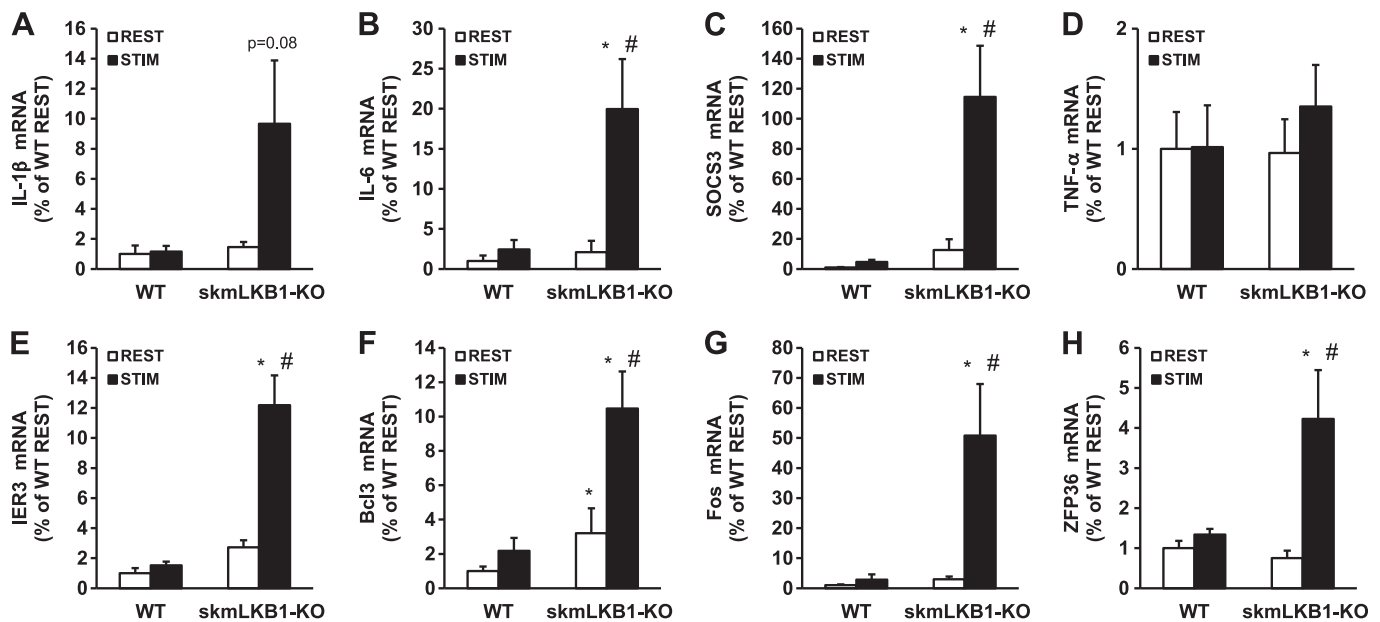 A
IL-1β mRNA
(% of WT REST)
16
14
12
10
8
6
4
2
0
REST
STIM
p=0.08
WT
skmLKB1-KO
B
IL-6 mRNA
(% of WT REST)
30
25
20
15
10
5
0
REST
STIM
* #
WT
skmLKB1-KO
C
SOCS3 mRNA
(% of WT REST)
160
140
120
100
80
60
40
20
0
REST
STIM
* #
WT
skmLKB1-KO
D
TNF-α mRNA
(% of WT REST)
2
1
0
REST
STIM
WT
skmLKB1-KO
E
IER3 mRNA
(% of WT REST)
16
14
12
10
8
6
4
2
0
REST
STIM
* #
WT
skmLKB1-KO
F
Bcl3 mRNA
(% of WT REST)
14
12
10
8
6
4
2
0
REST
STIM
* #
*
WT
skmLKB1-KO
G
Fos mRNA
(% of WT REST)
80
70
60
50
40
30
20
10
0
REST
STIM
* #
WT
skmLKB1-KO
H
ZFP36 mRNA
(% of WT REST)
6
5
4
3
2
1
0
REST
STIM
* #
WT
skmLKB1-KO